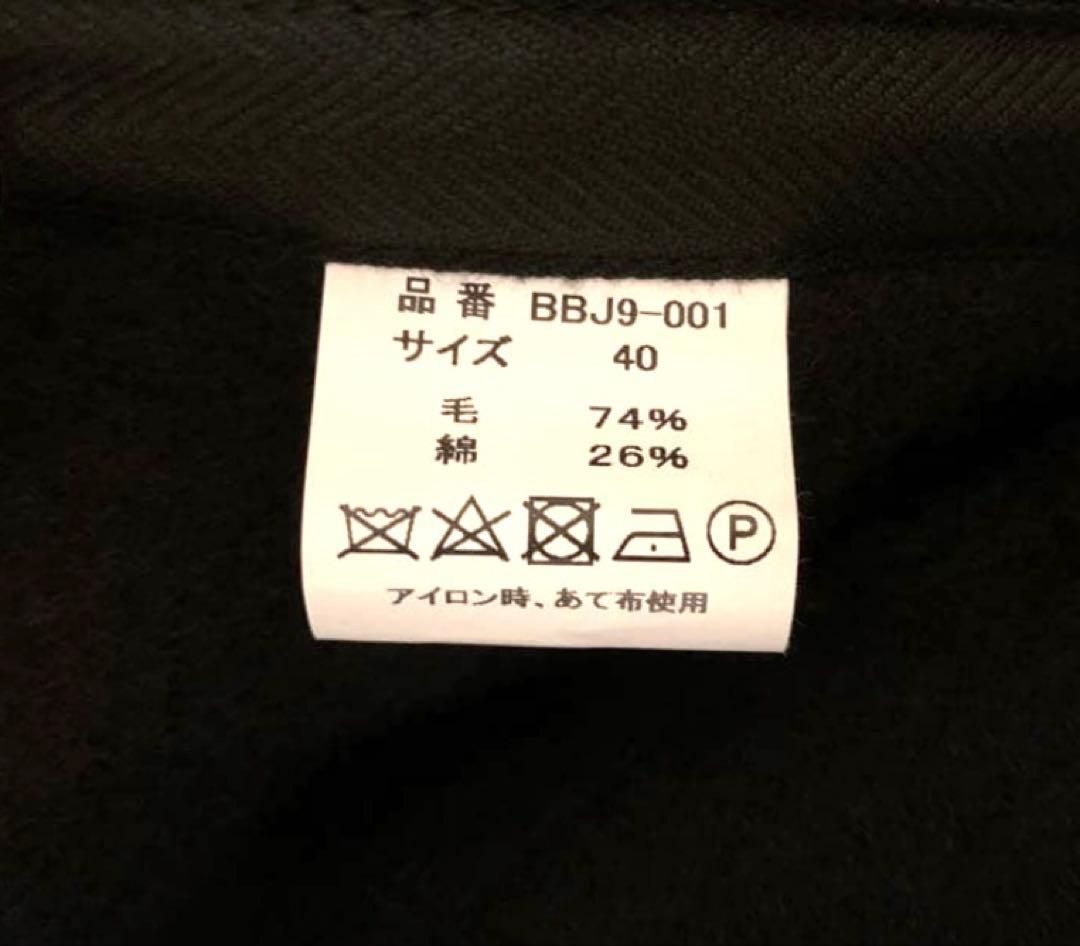 品番 BBJ9-001
サイズ 40
毛 74%
綿 26%
P
アイロン時、あて布使用